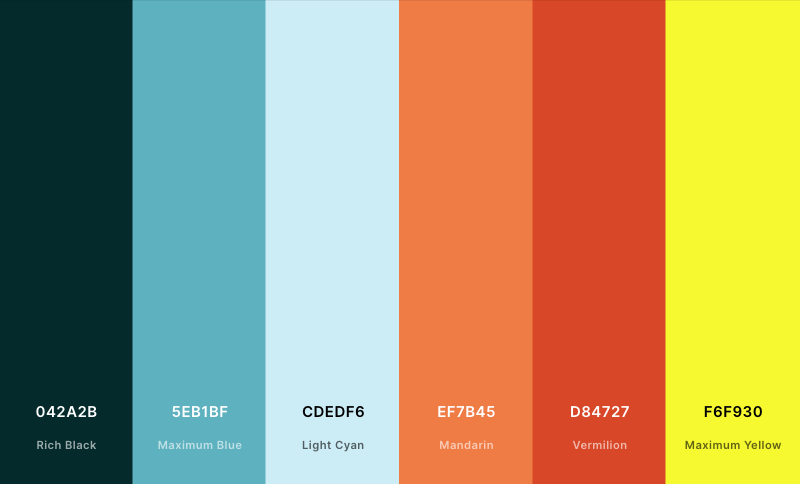 042A2B
Rich Black
5EB1BF
Maximum Blue
CDEDF6
Light Cyan
EF7B45
Mandarin
D84727
Vermilion
F6F930
Maximum Yellow